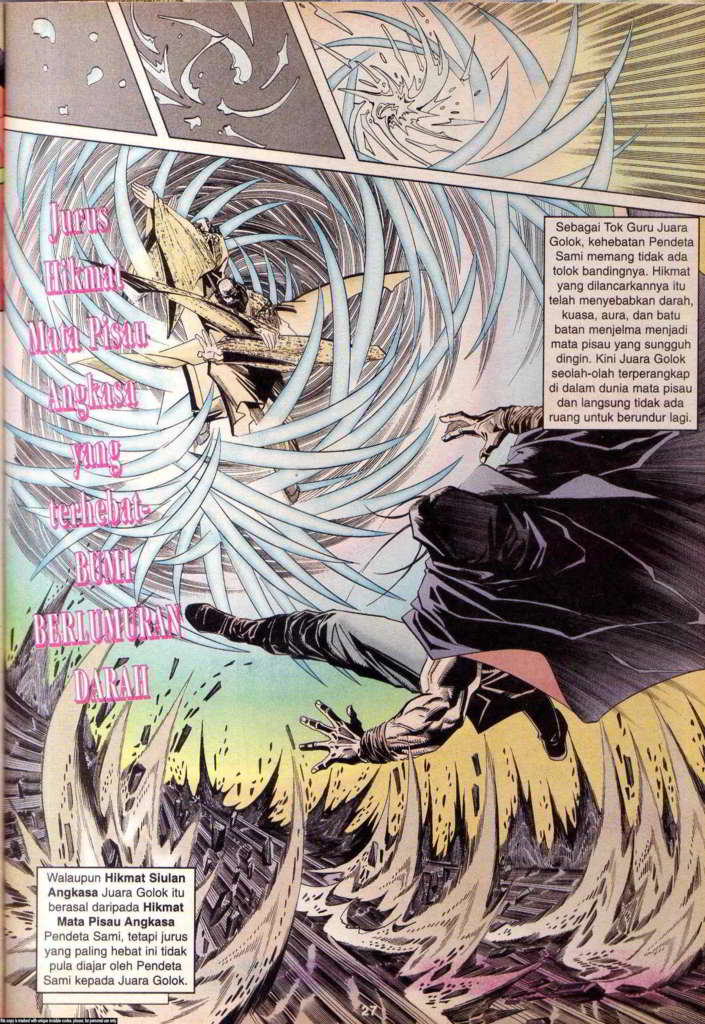 Jurus
Hikmat
Mata Pisau
Angkasa
yang
terhebat-
BUMI
BERLUMURAN
DARAH
Sebagai Tok Guru Juara
Golok, kehebatan Pendeta
Sami memang tidak ada
tolok bandingnya. Hikmat
yang dilancarkannya itu
telah menyebabkan darah,
kuasa, aura, dan batu
batan menjelma menjadi
mata pisau yang sungguh
dingin. Kini Juara Golok
seolah-olah terperangkap
di dalam dunia mata pisau
dan langsung tidak ada
ruang untuk berundur lagi.
Walaupun Hikmat Siulan
Angkasa Juara Golok itu
berasal daripada Hikmat
Mata Pisau Angkasa
Pendeta Sami, tetapi jurus
yang paling hebat ini tidak
pula diajar oleh Pendeta
Sami kepada Juara Golok.
27